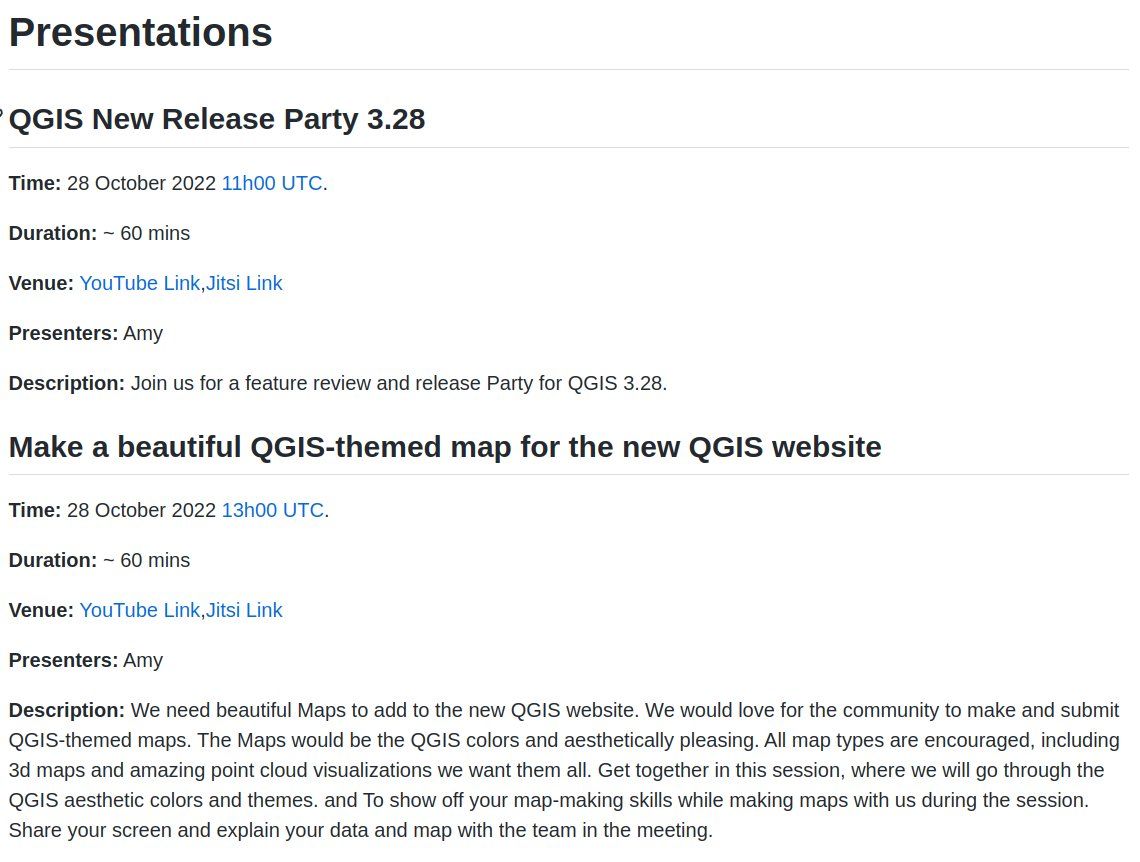 Presentations
QGIS New Release Party 3.28
Time: 28 October 2022 11h00 UTC.
Duration: ~ 60 mins
Venue: YouTube Link,Jitsi Link
Presenters: Amy
Description: Join us for a feature review and release Party for QGIS 3.28.
Make a beautiful QGIS-themed map for the new QGIS website
Time: 28 October 2022 13h00 UTC.
Duration: ~ 60 mins
Venue: YouTube Link,Jitsi Link
Presenters: Amy
Description: We need beautiful Maps to add to the new QGIS website. We would love for the community to make and submit
QGIS-themed maps. The Maps would be the QGIS colors and aesthetically pleasing. All map types are encouraged, including
3d maps and amazing point cloud visualizations we want them all. Get together in this session, where we will go through the
QGIS aesthetic colors and themes. and To show off your map-making skills while making maps with us during the session.
Share your screen and explain your data and map with the team in the meeting.